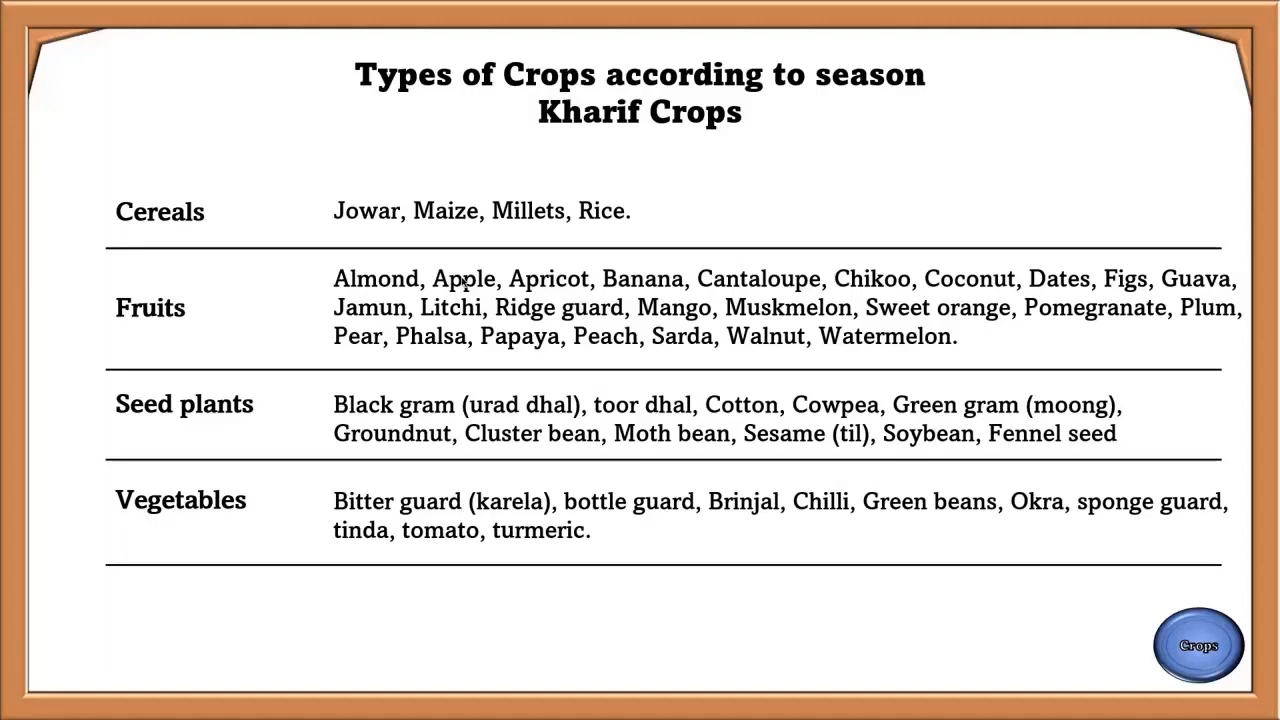 Types of Crops according to season
Kharif Crops
Cereals
Jowar, Maize, Millets, Rice.
Fruits
Almond, Apple, Apricot, Banana, Cantaloupe, Chikoo, Coconut, Dates, Figs, Guava,
Jamun, Litchi, Ridge guard, Mango, Muskmelon, Sweet orange, Pomegranate, Plum,
Pear, Phalsa, Papaya, Peach, Sarda, Walnut, Watermelon.
Seed plants
Black gram (urad dhal), toor dhal, Cotton, Cowpea, Green gram (moong),
Groundnut, Cluster bean, Moth bean, Sesame (til), Soybean, Fennel seed
Vegetables
Bitter guard (karela), bottle guard, Brinjal, Chilli, Green beans, Okra, sponge guard,
tinda, tomato, turmeric.
Crops